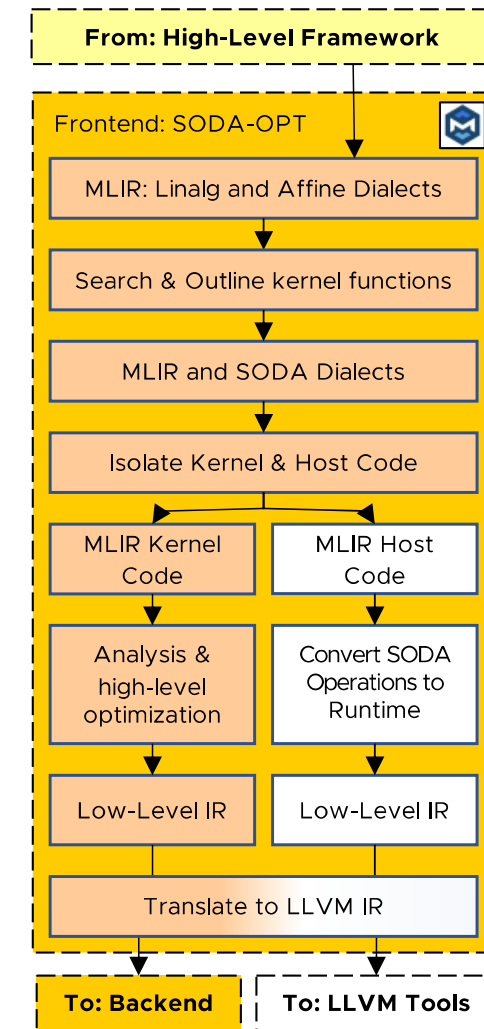 From: High-Level Framework
Frontend: SODA-OPT
MLIR: Linalg and Affine Dialects
Search & Outline kernel functions
MLIR and SODA Dialects
Isolate Kernel & Host Code
MLIR Kernel
Code
MLIR Host
Code
Analysis &
high-level
optimization
Convert SODA
Operations to
Runtime
Low-Level IR
Low-Level IR
Translate to LLVM IR
To: Backend
To: LLVM Tools